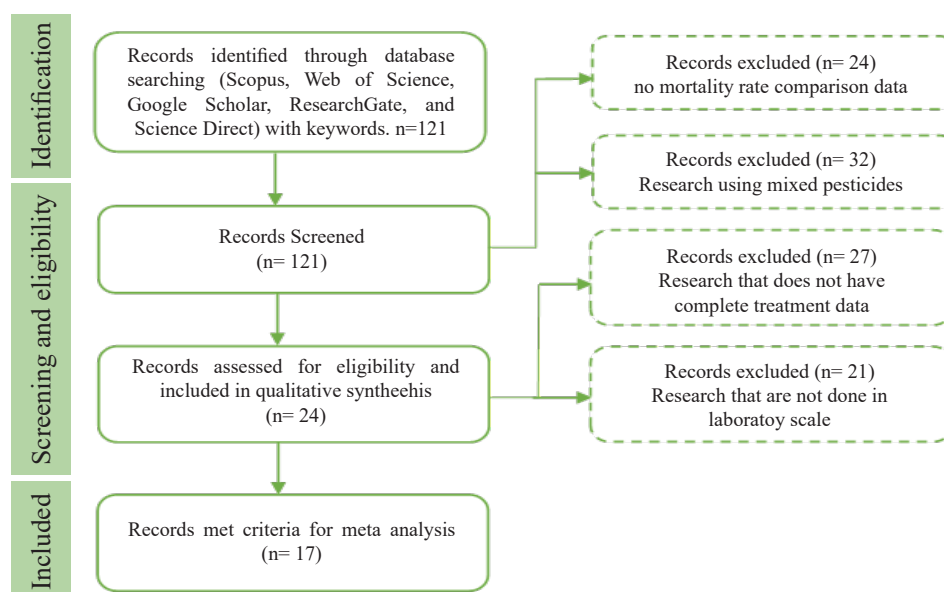 Identification
Records identified through database
searching (Scopus, Web of Science,
Google Scholar, ResearchGate, and
Science Direct) with keywords. n=121
Records excluded (n= 24)
no mortality rate comparison data
Records excluded (n= 32)
Research using mixed pesticides
Screening and eligibility
Records Screened
(n= 121)
Records excluded (n= 27)
Research that does not have
complete treatment data
Records assessed for eligibility and
included in qualitative syntheehis
(n= 24)
Records excluded (n= 21)
Research that are not done in
laboratoy scale
Included
Records met criteria for meta analysis
(n= 17)